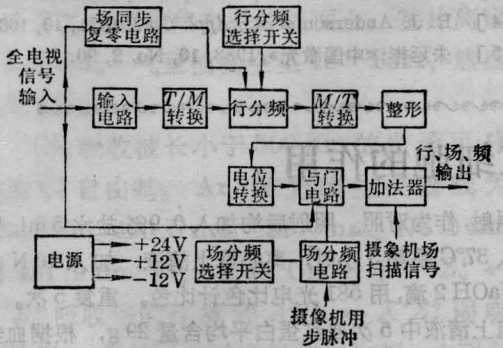 场同步
复零电路
行分频
选择开关
全电视
信号
输入
输入
电路
T/M
转换
行分频
M/T
转换
整形
行、场、频
输出
电位
转换
与门
电路
加法器
电源
+24V
+12V
-12V
场分频
选择开关
场分频
电路
摄象机场
扫描信号
摄像机用
步脉冲